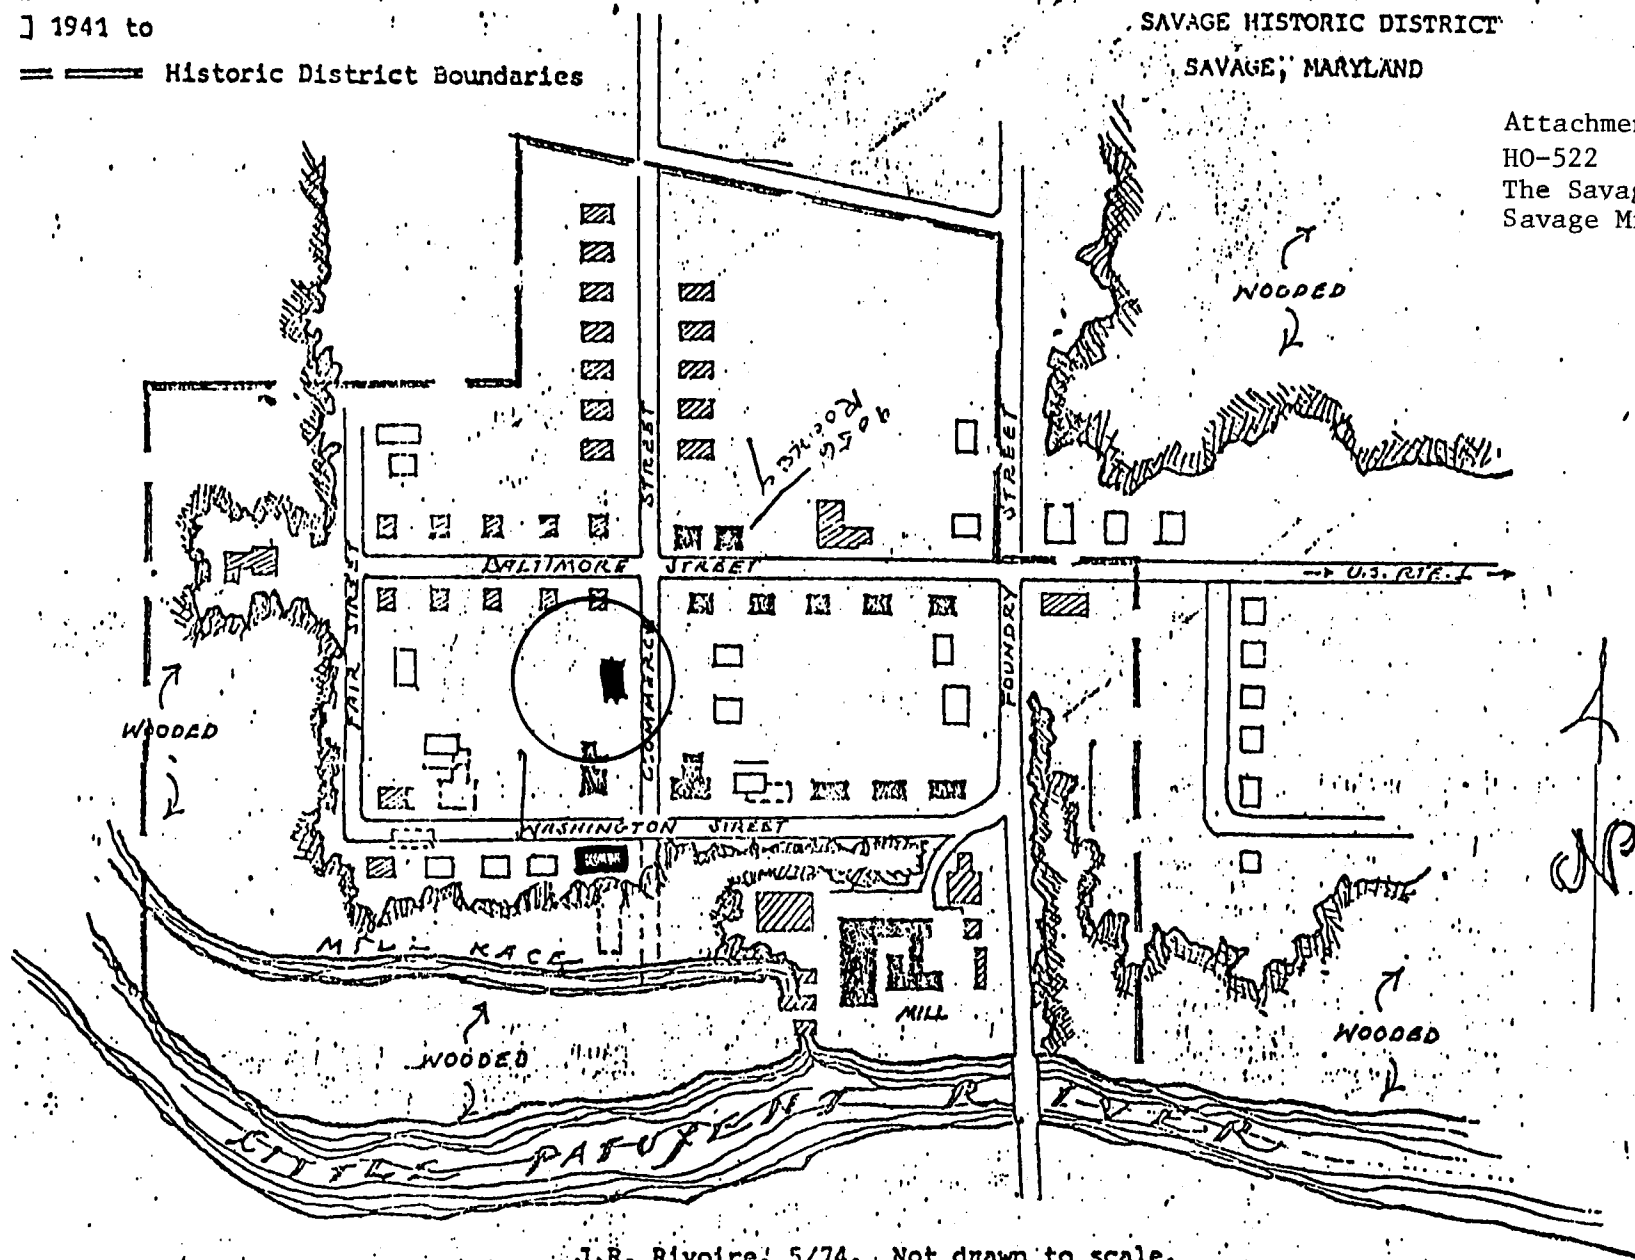 ] 1941 to
Historic District Boundaries
SAVAGE HISTORIC DISTRICT
SAVAGE, MARYLAND
HO-522
The
Savage
WOODED
STREET
STREET
BALTIMORE STREET
→ U.S. RTE. 1 →
FAIR STREET
COMMERCE
FOUNDRY
WOODED
WASHINGTON STREET
MILL RACE
MILL
WOODED
WOODED
LITTLE PATUXENT RIVER
J.R. Rivoire, 5/74. Not drawn to scale.